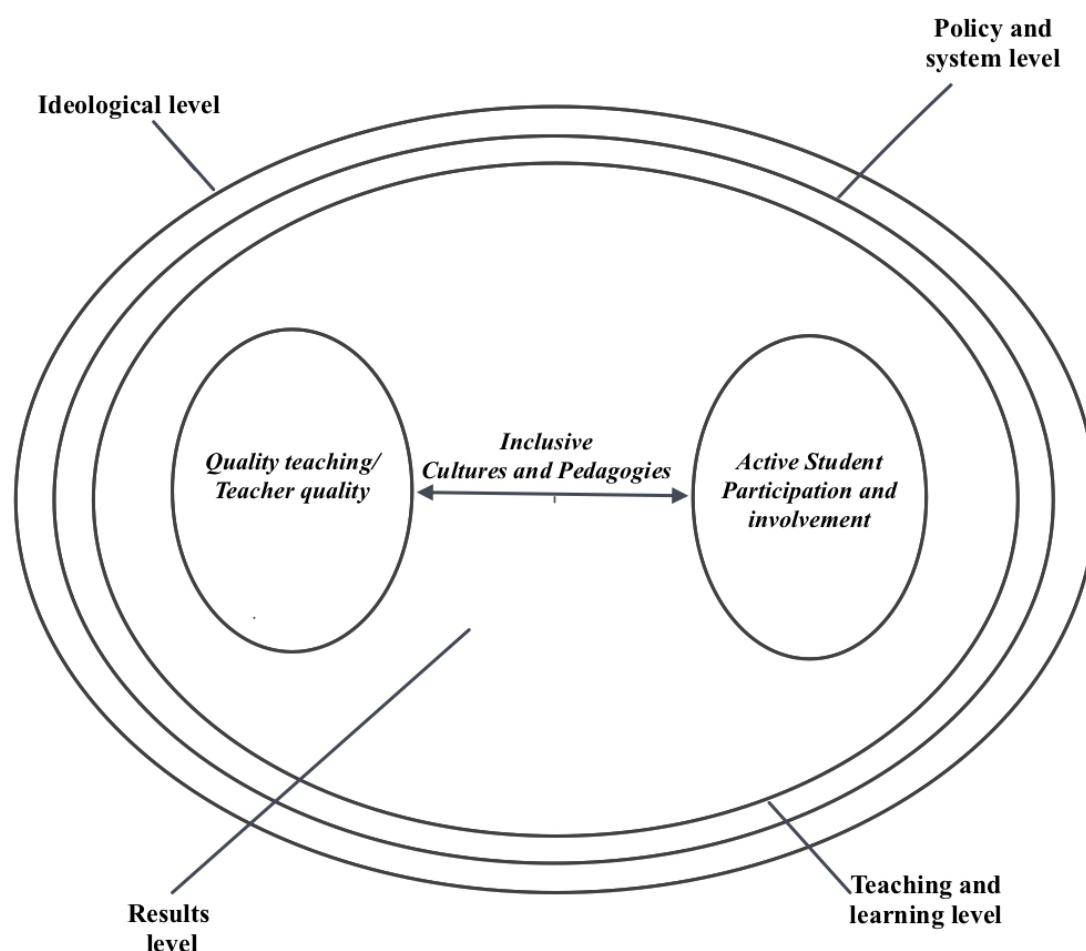 Policy and
system level
Ideological level
Inclusive
Cultures and Pedagogies
Quality teaching/
Teacher quality
Active Student
Participation and
involvement
Teaching and
learning level
Results
level